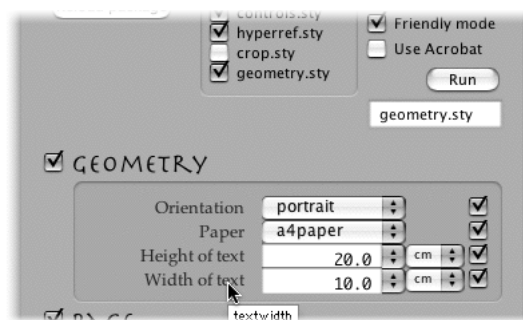 controls.sty
hyperref.sty
crop.sty
geometry.sty
Friendly mode
Use Acrobat
Run
geometry.sty
GEOMETRY
Orientation portrait
Paper a4paper
Height of text 20.0 cm
Width of text 10.0 cm
textwidth